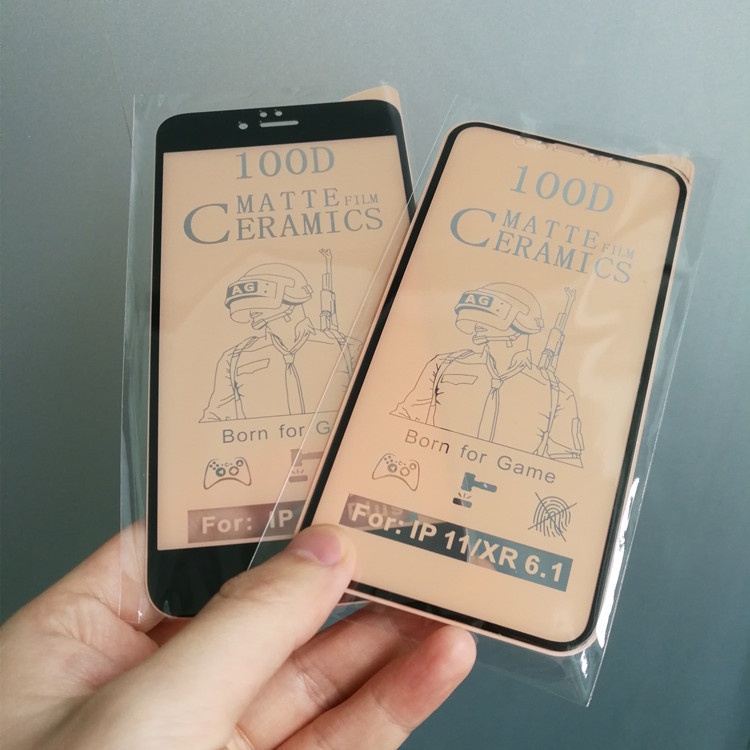 100D
MATTE FILM
CERAMICS
AG
Born for G
For: IP
100D
MATTE FILM
CERAMICS
AG
Born for Game
For: IP 11/XR 6.1